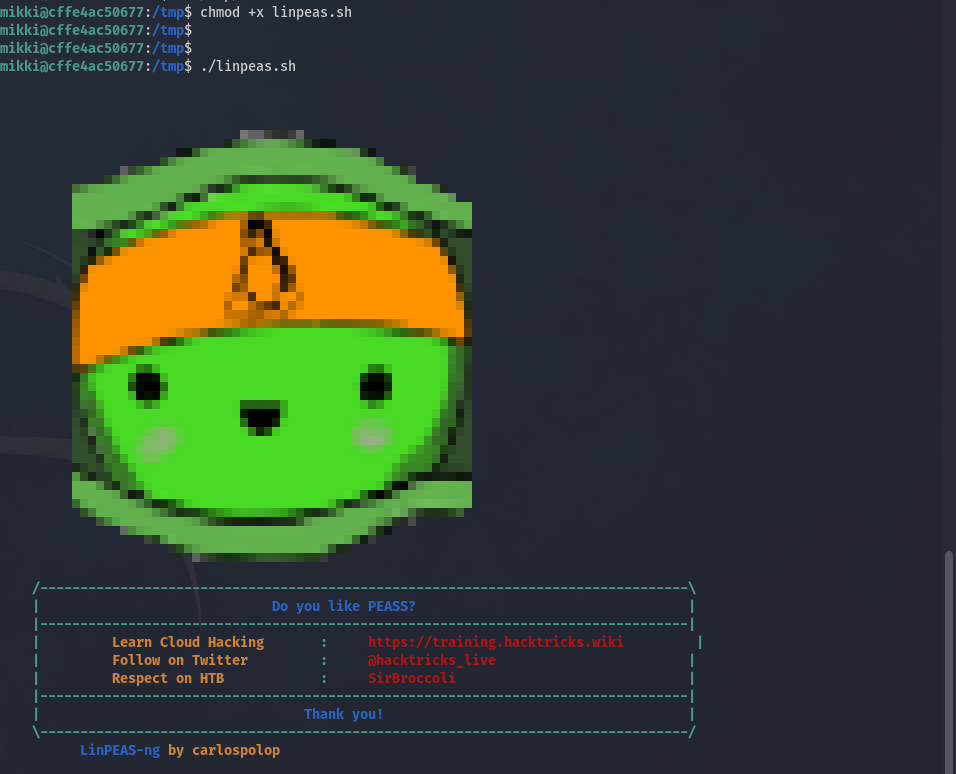 mikki@cffe4ac50677:/tmp$ chmod +x linpeas.sh
mikki@cffe4ac50677:/tmp$
mikki@cffe4ac50677:/tmp$
mikki@cffe4ac50677:/tmp$ ./linpeas.sh
/---------------------------------------------------------------------------------\
| Do you like PEASS? |
|---------------------------------------------------------------------------------|
| Learn Cloud Hacking : https://training.hacktricks.wiki |
| Follow on Twitter : @hacktricks_live |
| Respect on HTB : SirBroccoli |
|---------------------------------------------------------------------------------|
| Thank you! |
\---------------------------------------------------------------------------------/
LinPEAS-ng by carlospolop